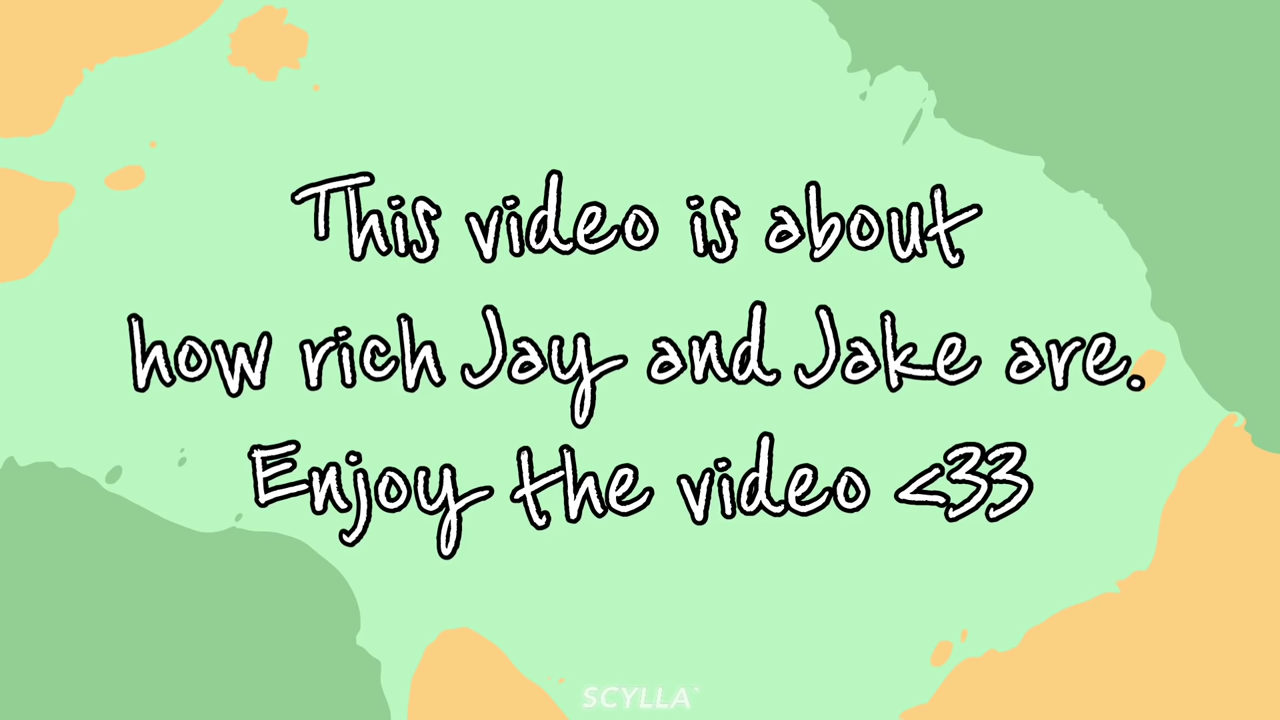 This video is about
how rich Jay and Jake are.
Enjoy the video <33
SCYLLA